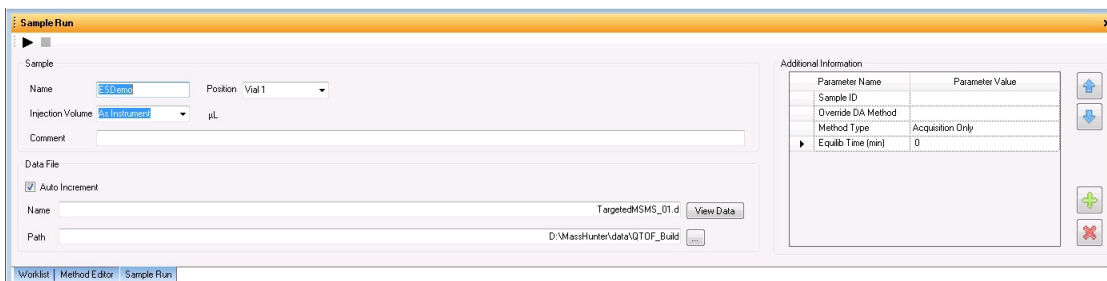 Sample Run
Sample
Name ESDemo Position Vial 1
Injection Volume As Instrument µL
Comment
Data File
Auto Increment
Name TargetedMSMS_01.d View Data
Path D:\MassHunter\data\QTOF_Build ...
Additional Information
Parameter Name Parameter Value
Sample ID
Override DA Method
Method Type Acquisition Only
Equilib Time (min) 0
Worklist Method Editor Sample Run